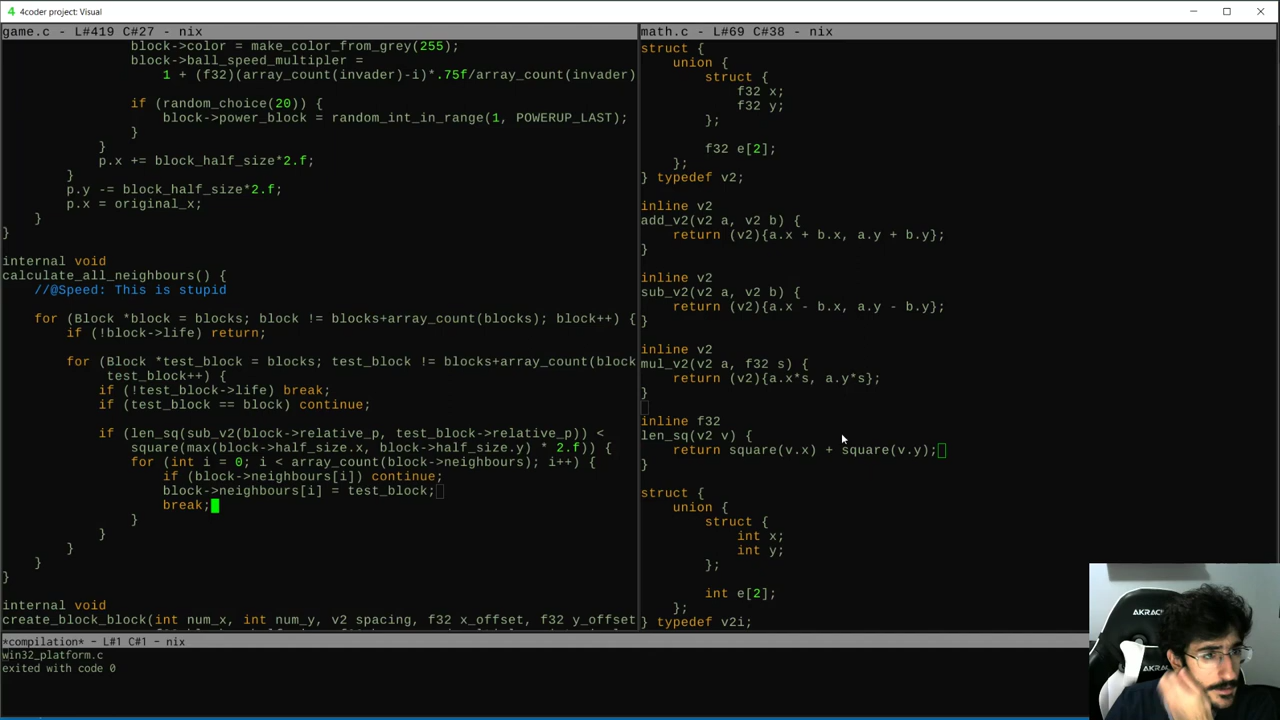 4coder project: Visual
game.c - L#419 C#27 - nix
block->color = make_color_from_grey(255);
block->ball_speed_multipler =
1 + (f32)(array_count(invader)-i)*.75f/array_count(invader)
if (random_choice(20)) {
block->power_block = random_int_in_range(1, POWERUP_LAST);
}
}
p.x += block_half_size*2.f;
}
p.y -= block_half_size*2.f;
p.x = original_x;
}
}
internal void
calculate_all_neighbours() {
//@Speed: This is stupid
for (Block *block = blocks; block != blocks+array_count(blocks); block++) {
if (!block->life) return;
for (Block *test_block = blocks; test_block != blocks+array_count(block
test_block++) {
if (!test_block->life) break;
if (test_block == block) continue;
if (len_sq(sub_v2(block->relative_p, test_block->relative_p)) <
square(max(block->half_size.x, block->half_size.y) * 2.f)) {
for (int i = 0; i < array_count(block->neighbours); i++) {
if (block->neighbours[i]) continue;
block->neighbours[i] = test_block;
break;
}
}
}
}
}
internal void
create_block_block(int num_x, int num_y, v2 spacing, f32 x_offset, f32 y_offset
math.c - L#69 C#38 - nix
struct {
union {
struct {
f32 x;
f32 y;
};
f32 e[2];
};
} typedef v2;
inline v2
add_v2(v2 a, v2 b) {
return (v2){a.x + b.x, a.y + b.y};
}
inline v2
sub_v2(v2 a, v2 b) {
return (v2){a.x - b.x, a.y - b.y};
}
inline v2
mul_v2(v2 a, f32 s) {
return (v2){a.x*s, a.y*s};
}
inline f32
len_sq(v2 v) {
return square(v.x) + square(v.y);
}
struct {
union {
struct {
int x;
int y;
};
int e[2];
};
} typedef v2i;
*compilation* - L#1 C#1 - nix
win32_platform.c
exited with code 0
AKRACING